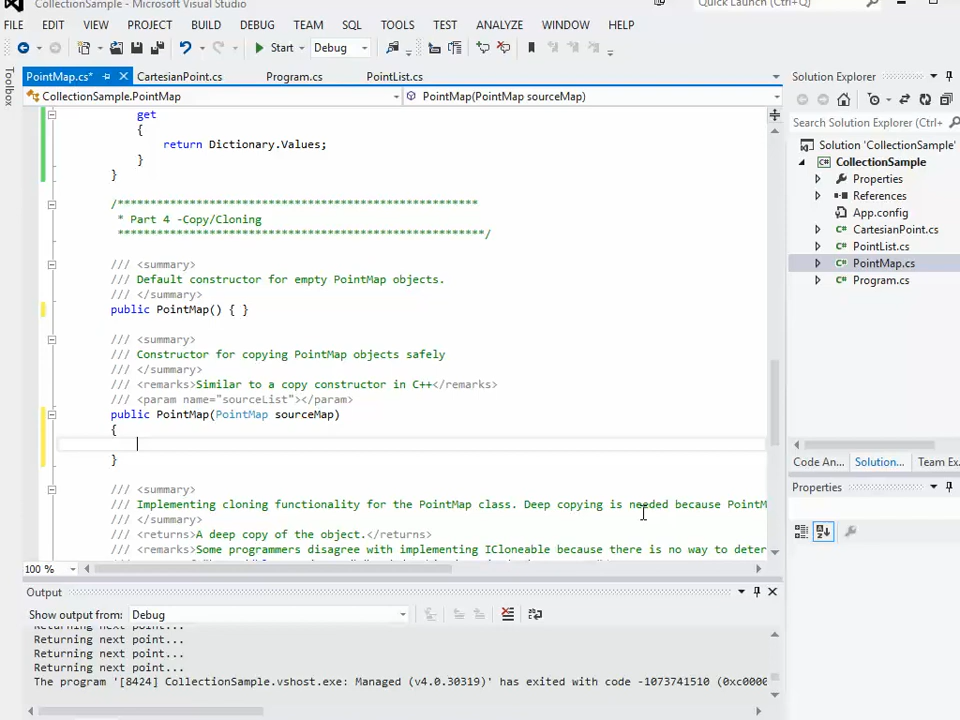 CollectionSample - Microsoft Visual Studio
Quick Launch (Ctrl+Q)
FILE EDIT VIEW PROJECT BUILD DEBUG TEAM SQL TOOLS TEST ANALYZE WINDOW HELP
Start Debug
Toolbox
PointMap.cs* CartesianPoint.cs Program.cs PointList.cs
CollectionSample.PointMap PointMap(PointMap sourceMap)
get
{
return Dictionary.Values;
}
}
/*******************************************************
* Part 4 -Copy/Cloning
********************************************************/
/// <summary>
/// Default constructor for empty PointMap objects.
/// </summary>
public PointMap() { }
/// <summary>
/// Constructor for copying PointMap objects safely
/// </summary>
/// <remarks>Similar to a copy constructor in C++</remarks>
/// <param name="sourceList"></param>
public PointMap(PointMap sourceMap)
{
}
/// <summary>
/// Implementing cloning functionality for the PointMap class. Deep copying is needed because PointM
/// </summary>
/// <returns>A deep copy of the object.</returns>
/// <remarks>Some programmers disagree with implementing ICloneable because there is no way to deter
100 %
Output
Show output from: Debug
Returning next point...
Returning next point...
Returning next point...
Returning next point...
The program '[8424] CollectionSample.vshost.exe: Managed (v4.0.30319)' has exited with code -1073741510 (0xc000
Solution Explorer
Search Solution Explorer (Ctrl+
Solution 'CollectionSample'
CollectionSample
Properties
References
App.config
CartesianPoint.cs
PointList.cs
PointMap.cs
Program.cs
Code An... Solution... Team Ex...
Properties